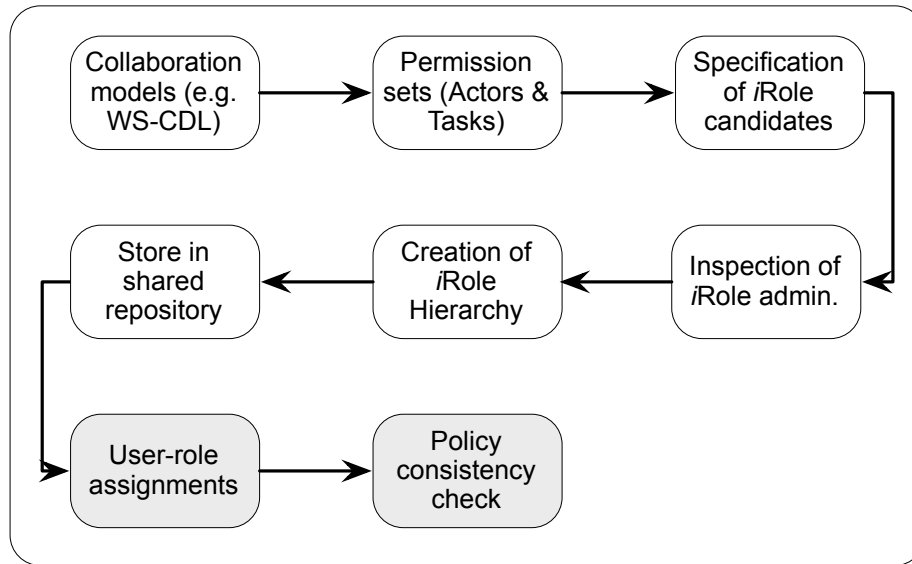 Collaboration
models (e.g.
WS-CDL)
Permission
sets (Actors &
Tasks)
Specification
of iRole
candidates
Inspection of
iRole admin.
Creation of
iRole
Hierarchy
Store in
shared
repository
User-role
assignments
Policy
consistency
check